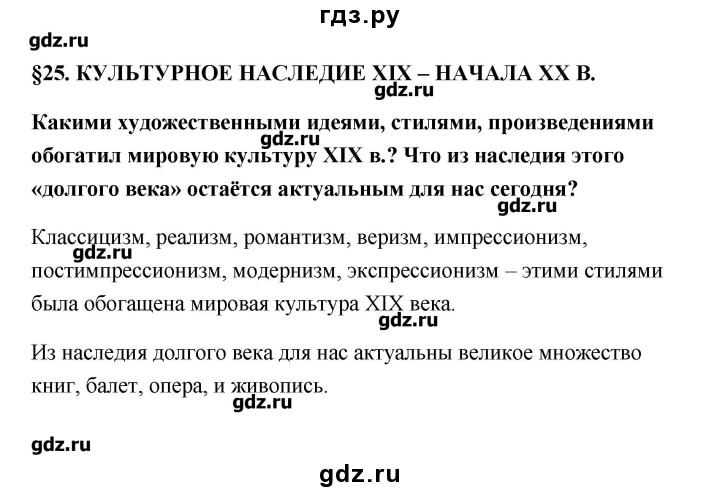 гдз.ру
gdz.ru
§25. КУЛЬТУРНОЕ НАСЛЕДИЕ XIX – НАЧАЛА XX В.
gdz.ru
Какими художественными идеями, стилями, произведениями
gdz.ru
обогатил мировую культуру XIX в.? Что из наследия этого
«долгого века» остаётся актуальным для нас сегодня?
gdz.ru
Классицизм, реализм, романтизм, веризм, импрессионизм,
gdz.ru
постимпрессионизм, модернизм, экспрессионизм – этими стилями
была обогащена мировая культура XIX века.
gdz.ru
Из наследия долгого века для нас актуальны великое множество
книг, балет, опера, и живопись.
gdz.ru
gdz.ru
gdz.ru